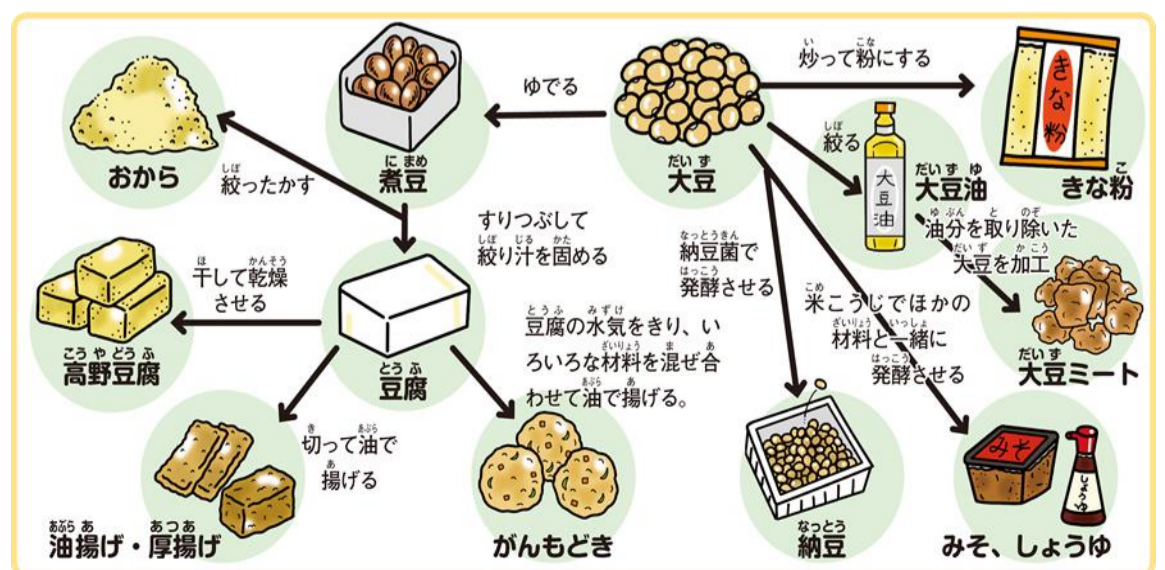 おから
絞ったかす
煮豆
ゆでる
大豆
炒って粉にする
きな粉
きな粉
絞る
大豆油
大豆油
油分を取り除いた
大豆を加工
大豆ミート
すりつぶして
絞り汁を固める
豆腐
干して乾燥
させる
高野豆腐
切って油で
揚げる
油揚げ・厚揚げ
豆腐の水気をきり、い
ろいろな材料を混ぜ合
わせて油で揚げる。
がんもどき
納豆菌で
発酵させる
納豆
米こうじでほかの
材料と一緒に
発酵させる
みそ
しょうゆ
みそ、しょうゆ